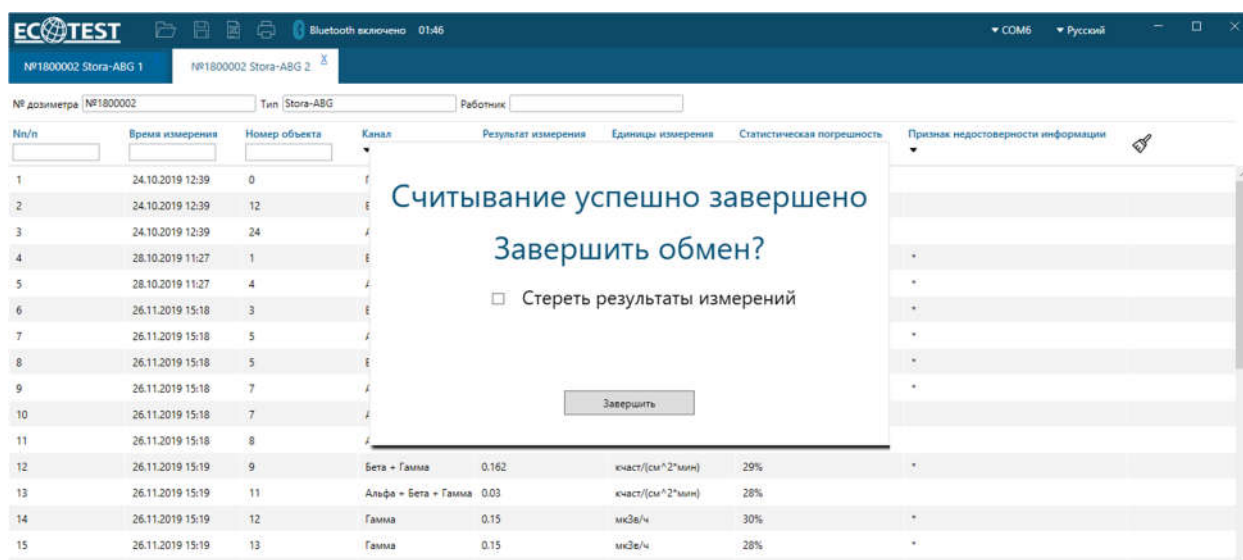 ECOTEST Bluetooth включено 01:46 COM6 Русский
№1800002 Stora-ABG 1 №1800002 Stora-ABG 2 X
№ дозиметра №1800002 Тип Stora-ABG Работник
Nn/n Время измерения Номер объекта Канал Результат измерения Единицы измерения Статистическая погрешность Признак недостоверности информации
1 24.10.2019 12:39 0
2 24.10.2019 12:39 12
3 24.10.2019 12:39 24
4 28.10.2019 11:27 1 *
5 28.10.2019 11:27 4 *
6 26.11.2019 15:18 3 *
7 26.11.2019 15:18 5 *
8 26.11.2019 15:18 5 *
9 26.11.2019 15:18 7 *
10 26.11.2019 15:18 7
11 26.11.2019 15:18 8
Считывание успешно завершено
Завершить обмен?
Стереть результаты измерений
Завершить
12 26.11.2019 15:19 9 Бета + Гамма 0.162 кчаст/(см^2*мин) 29% *
13 26.11.2019 15:19 11 Альфа + Бета + Гамма 0.03 кчаст/(см^2*мин) 28%
14 26.11.2019 15:19 12 Гамма 0.15 мкЗв/ч 30% *
15 26.11.2019 15:19 13 Гамма 0.15 мкЗв/ч 28% *